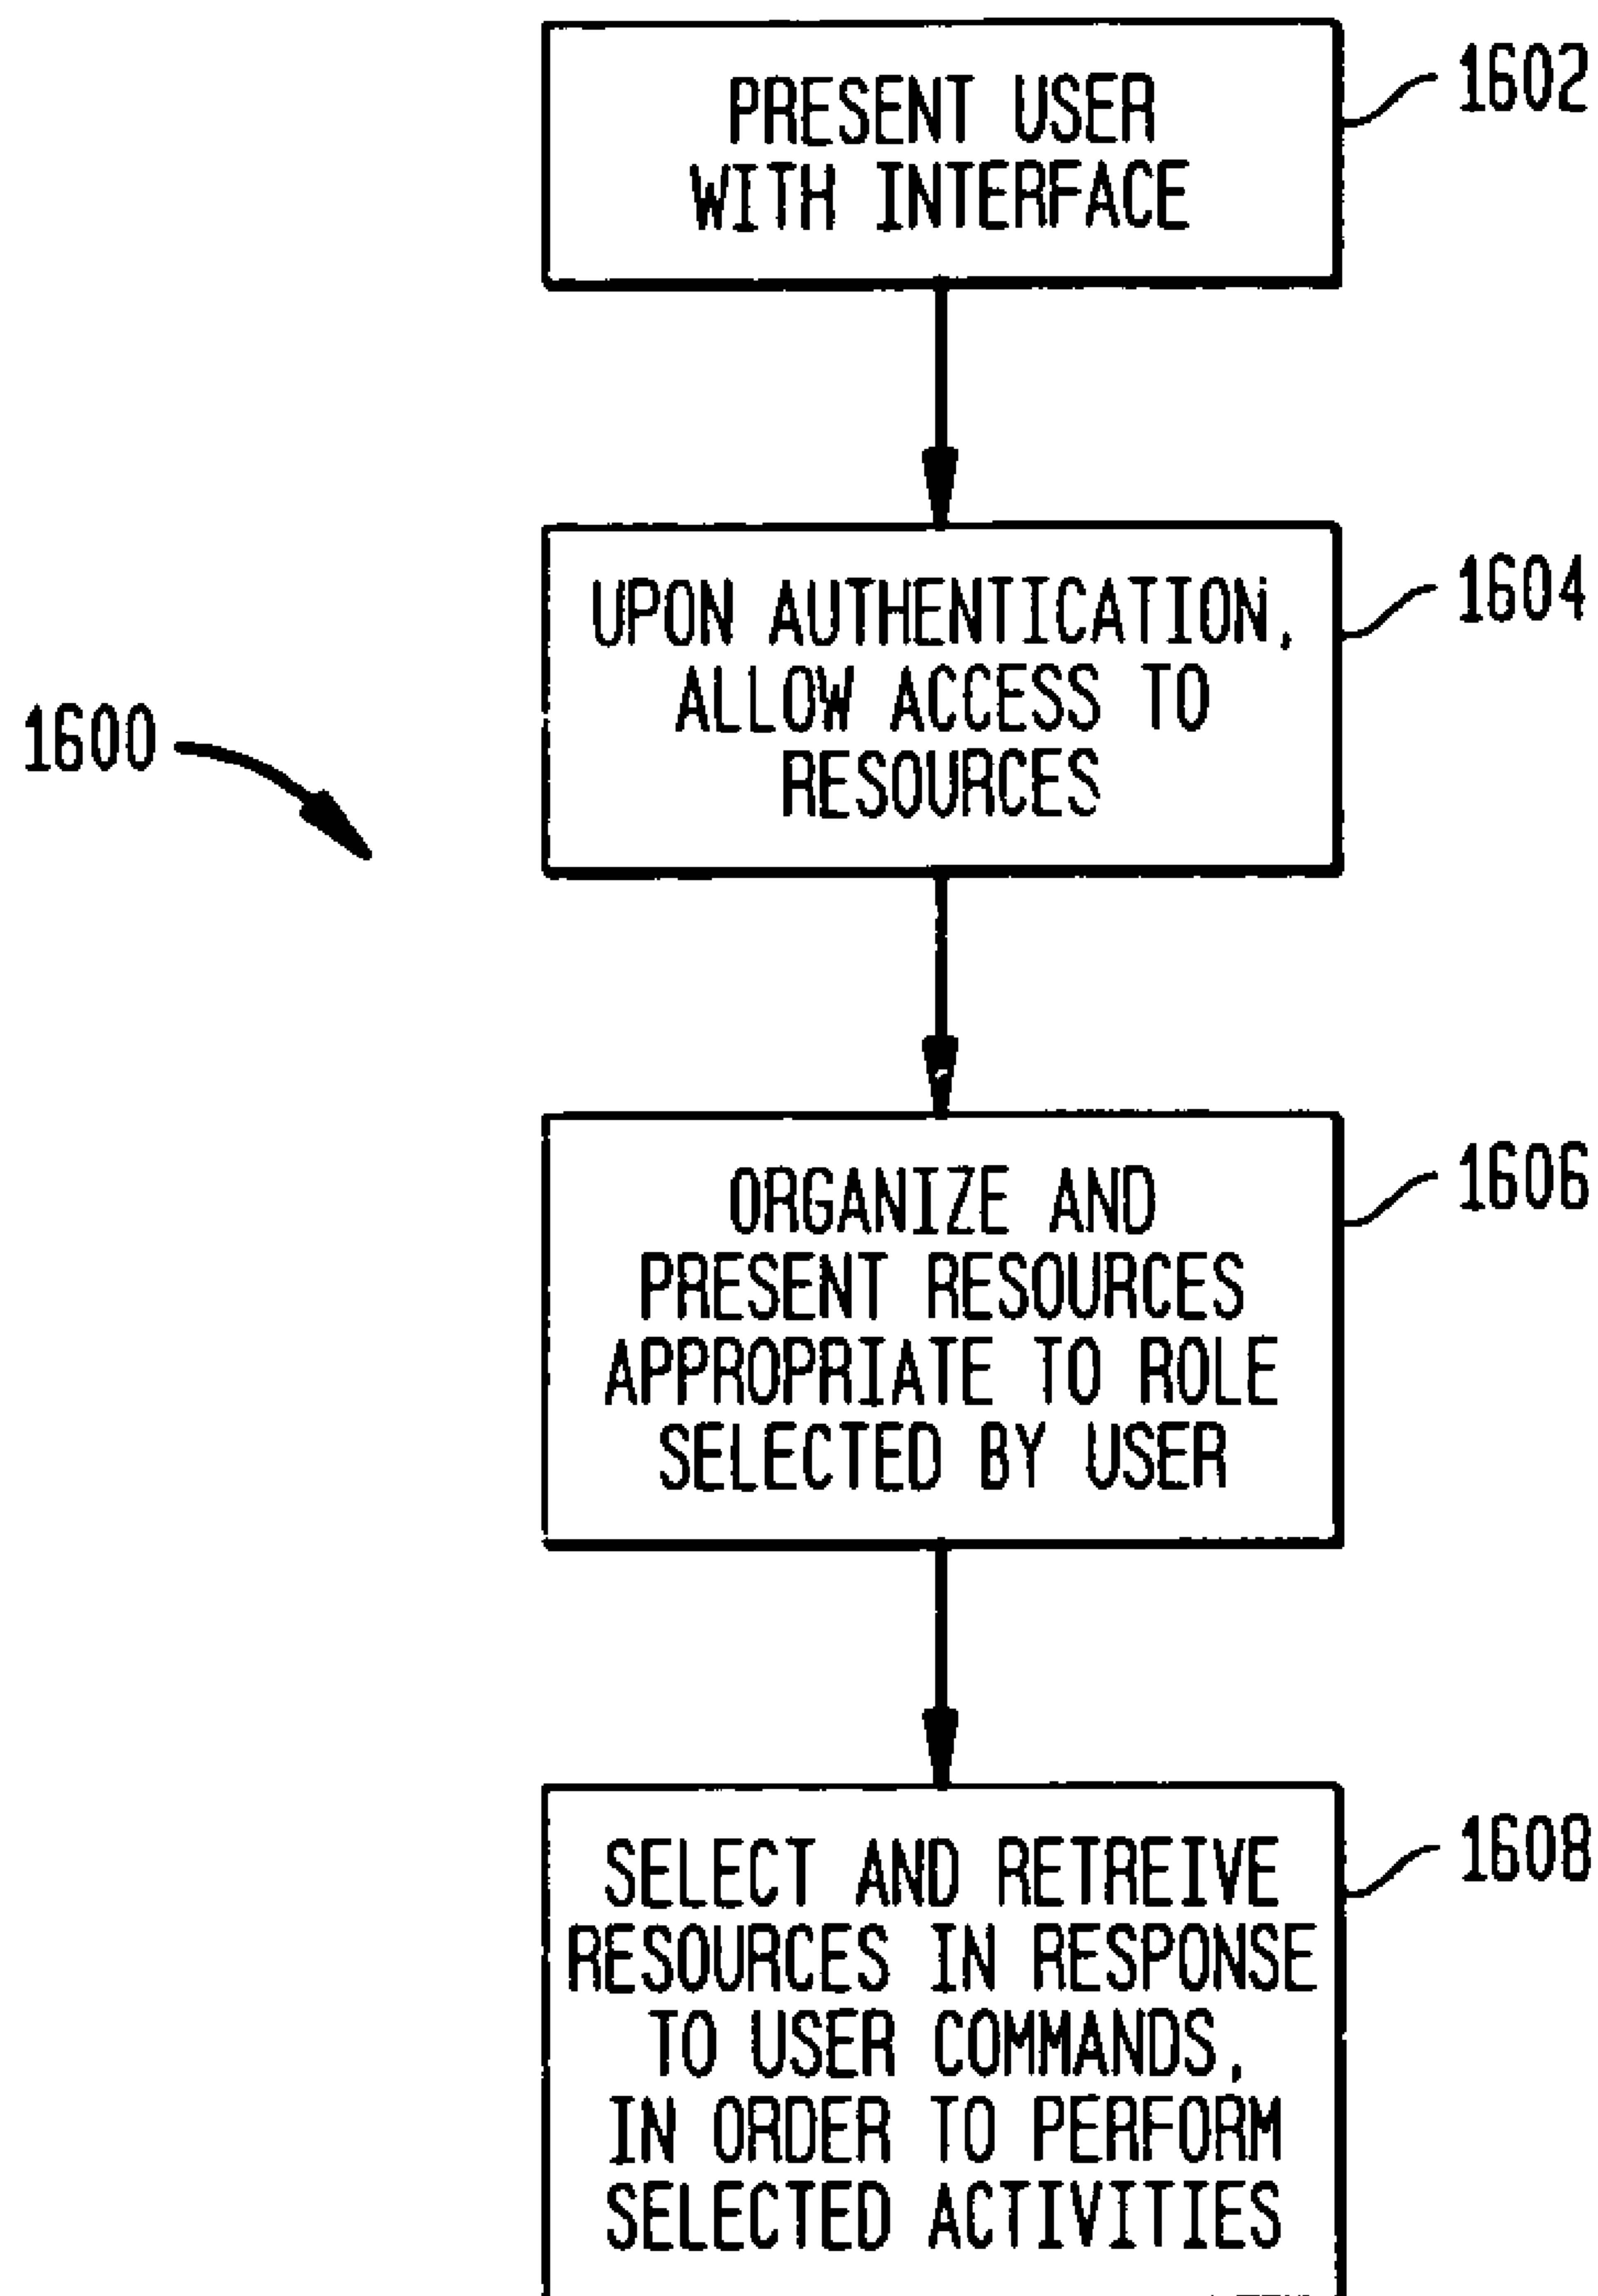 PRESENT USER
WITH INTERFACE
1602
UPON AUTHENTICATION,
ALLOW ACCESS TO
RESOURCES
1604
1600
ORGANIZE AND
PRESENT RESOURCES
APPROPRIATE TO ROLE
SELECTED BY USER
1606
SELECT AND RETREIVE
RESOURCES IN RESPONSE
TO USER COMMANDS,
IN ORDER TO PERFORM
SELECTED ACTIVITIES
1608